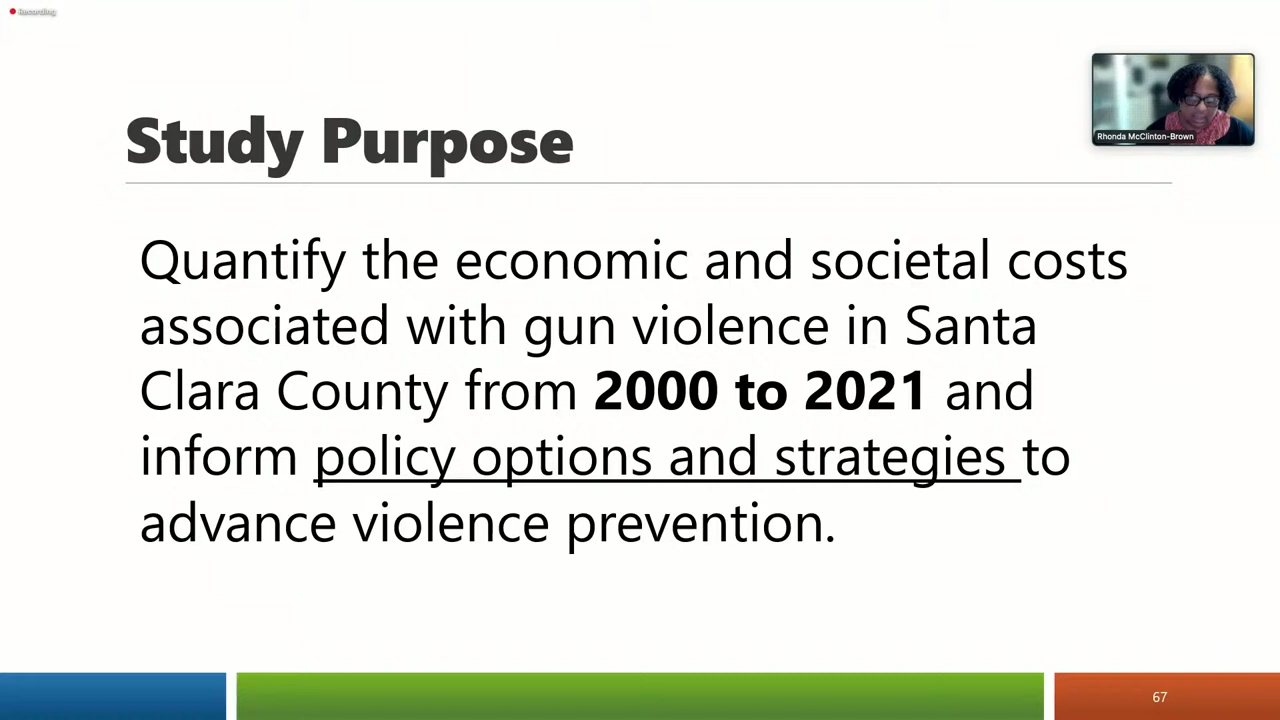 Recording
Study Purpose
Rhonda McClinton-Brown
Quantify the economic and societal costs
associated with gun violence in Santa
Clara County from 2000 to 2021 and
inform policy options and strategies to
advance violence prevention.
67